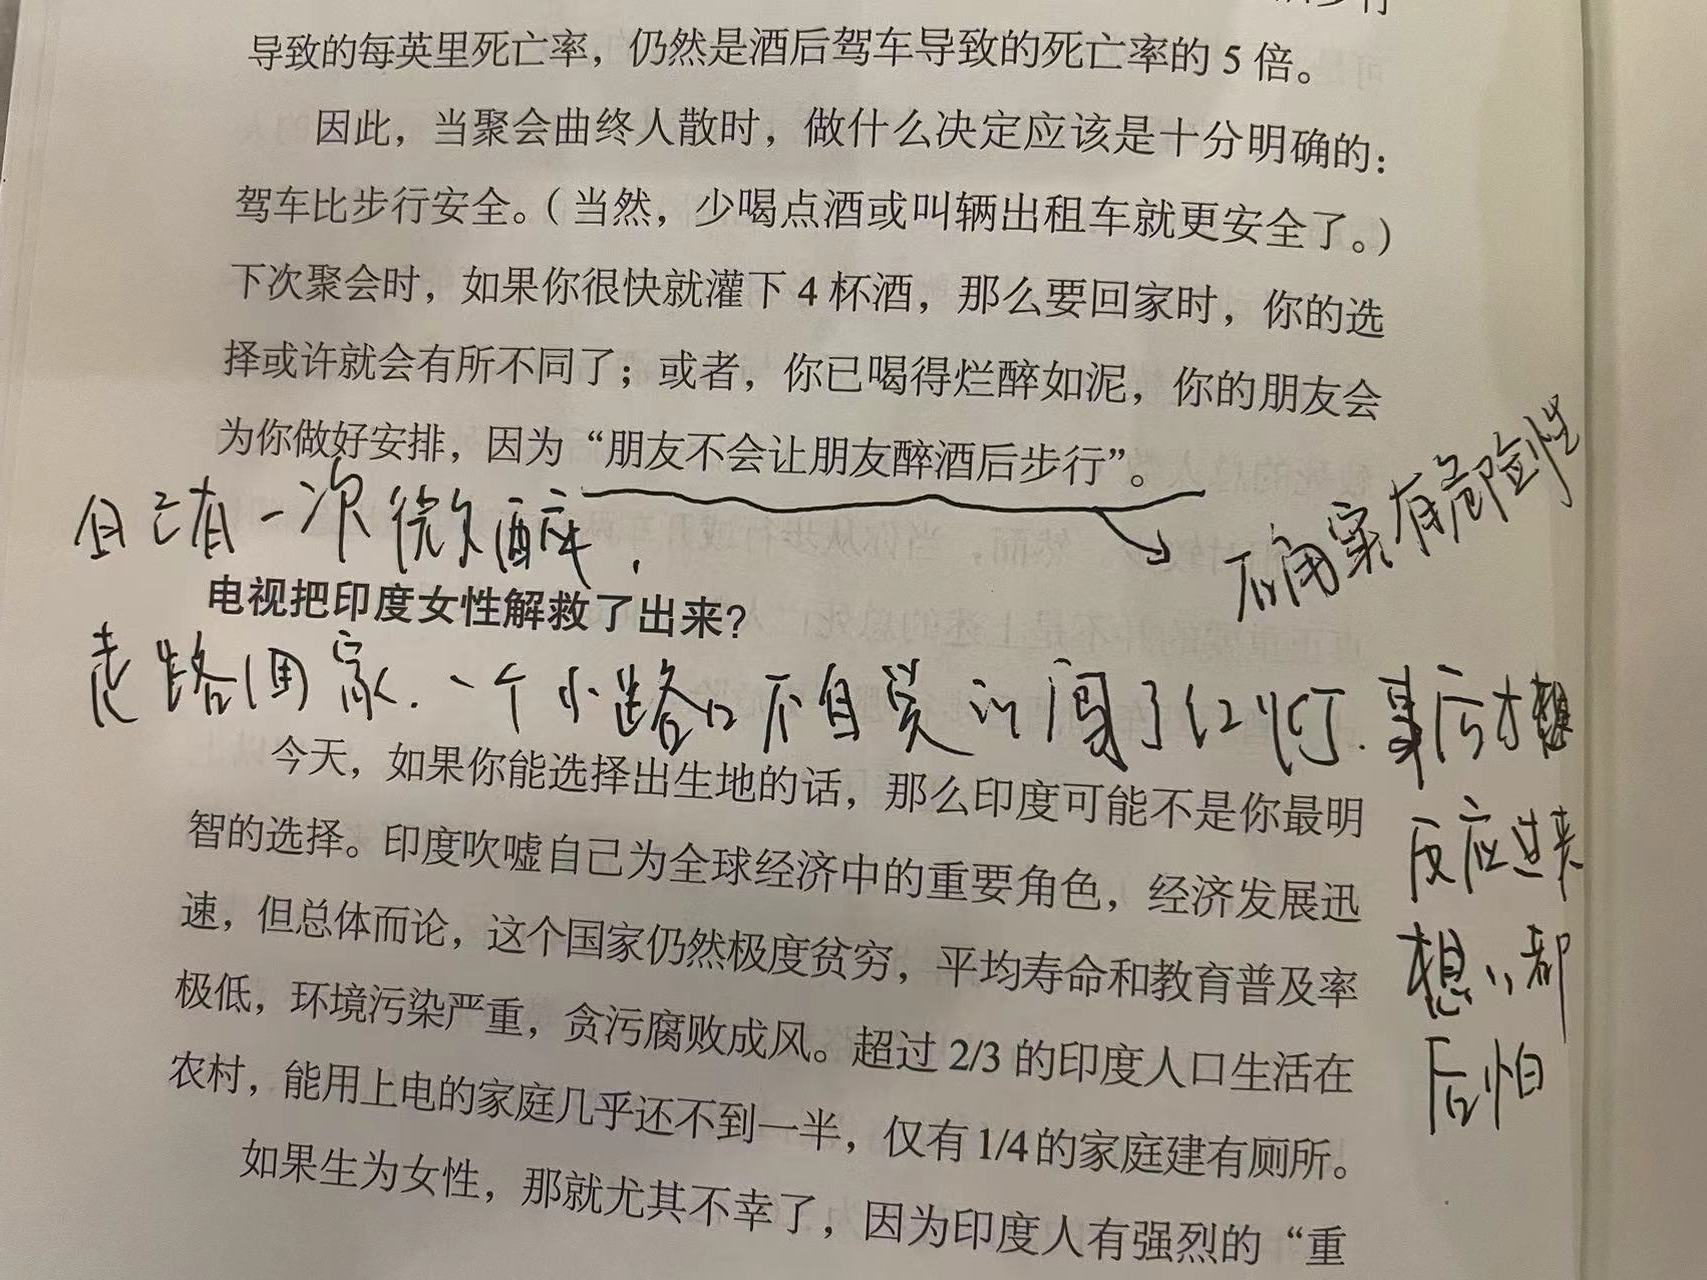 导致的每英里死亡率，仍然是酒后驾车导致的死亡率的 5 倍。
因此，当聚会曲终人散时，做什么决定应该是十分明确的：
驾车比步行安全。（当然，少喝点酒或叫辆出租车就更安全了。）
下次聚会时，如果你很快就灌下 4 杯酒，那么要回家时，你的选
择或许就会有所不同了；或者，你已喝得烂醉如泥，你的朋友会
为你做好安排，因为“朋友不会让朋友醉酒后步行”。
的确实有危险性
有一次微醉，
电视把印度女性解救了出来？
走路回家，一个小路口不自觉闯了红灯，事后才
反应过来
想都
后怕
今天，如果你能选择出生地的话，那么印度可能不是你最明
智的选择。印度吹嘘自己为全球经济中的重要角色，经济发展迅
速，但总体而论，这个国家仍然极度贫穷，平均寿命和教育普及率
极低，环境污染严重，贪污腐败成风。超过 2/3 的印度人口生活在
农村，能用上电的家庭几乎还不到一半，仅有 1/4 的家庭建有厕所。
如果生为女性，那就尤其不幸了，因为印度人有强烈的“重